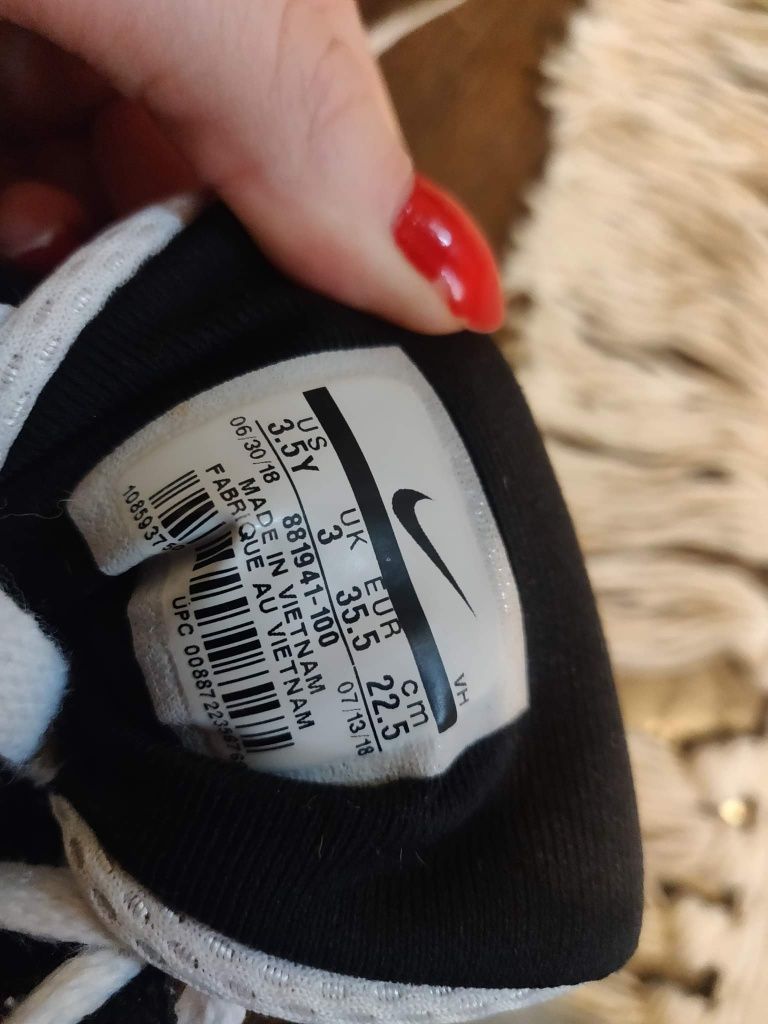 VH
US UK EUR cm
3.5Y 3 35.5 22.5
06/30/18 881941-100 07/13/18
MADE IN VIETNAM
FABRIQUE AU VIETNAM
UPC